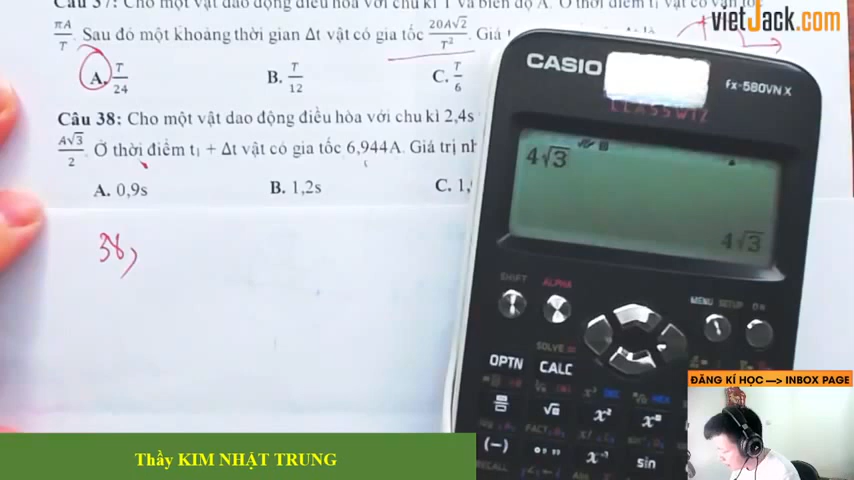 Câu 37: Cho một vật dao động điều hòa với chu kì T và biên độ A. Ở thời điểm t₁ vật có vận tốc
πA/T. Sau đó một khoảng thời gian Δt vật có gia tốc 20A√2/T². Giá
A. T/24 B. T/12 C. T/6
Câu 38: Cho một vật dao động điều hòa với chu kì 2,4s
A√3/2. Ở thời điểm t₁ + Δt vật có gia tốc 6,944A. Giá trị nh
A. 0,9s B. 1,2s C. 1,
38,
vietJack.com
CASIO
fx-580VN X
CLASSWIZ
4√3
4√3
SHIFT ALPHA MENU SETUP ON
SOLVE =
OPTN CALC
(−) sin
RECALL
ĐĂNG KÍ HỌC —> INBOX PAGE
Thầy KIM NHẬT TRUNG